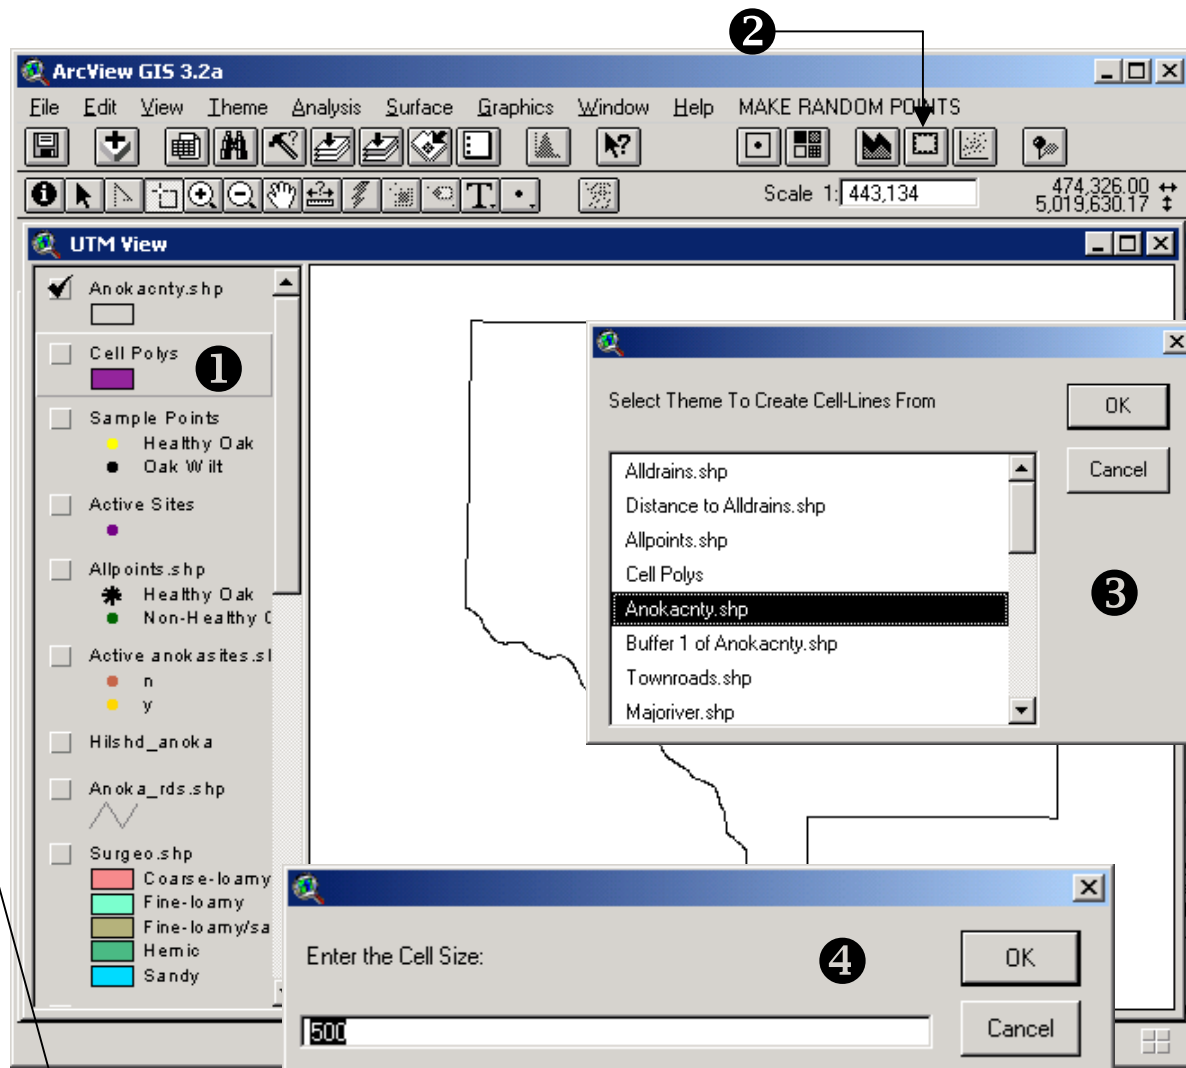 ❷
ArcView GIS 3.2a
File Edit View Theme Analysis Surface Graphics Window Help MAKE RANDOM POINTS
Scale 1: 443,134
474,326.00
5,019,630.17
UTM View
Anokacnty.shp
Cell Polys
❶
Sample Points
Healthy Oak
Oak Wilt
Active Sites
Allpoints.shp
Healthy Oak
Non-Healthy
Active anokasites.sl
n
y
Hilshd_anoka
Anoka_rds.shp
Surgeo.shp
Coarse-loamy
Fine-loamy
Fine-loamy/sa
Hemic
Sandy
Select Theme To Create Cell-Lines From
OK
Cancel
Alldrains.shp
Distance to Alldrains.shp
Allpoints.shp
Cell Polys
Anokacnty.shp
Buffer 1 of Anokacnty.shp
Townroads.shp
Majoriver.shp
❸
Enter the Cell Size:
❹
OK
500
Cancel